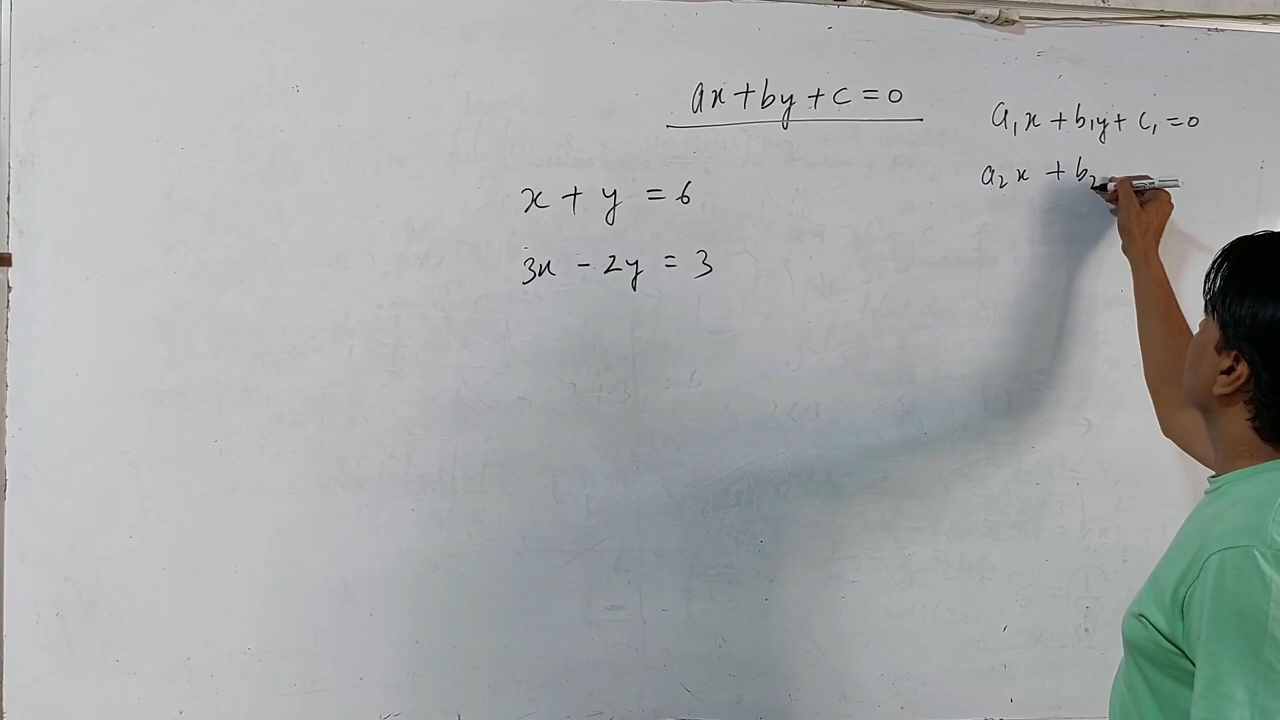 ax + by + c = 0
x + y = 6
3x - 2y = 3
a₁x + b₁y + c₁ = 0
a₂x + b₂